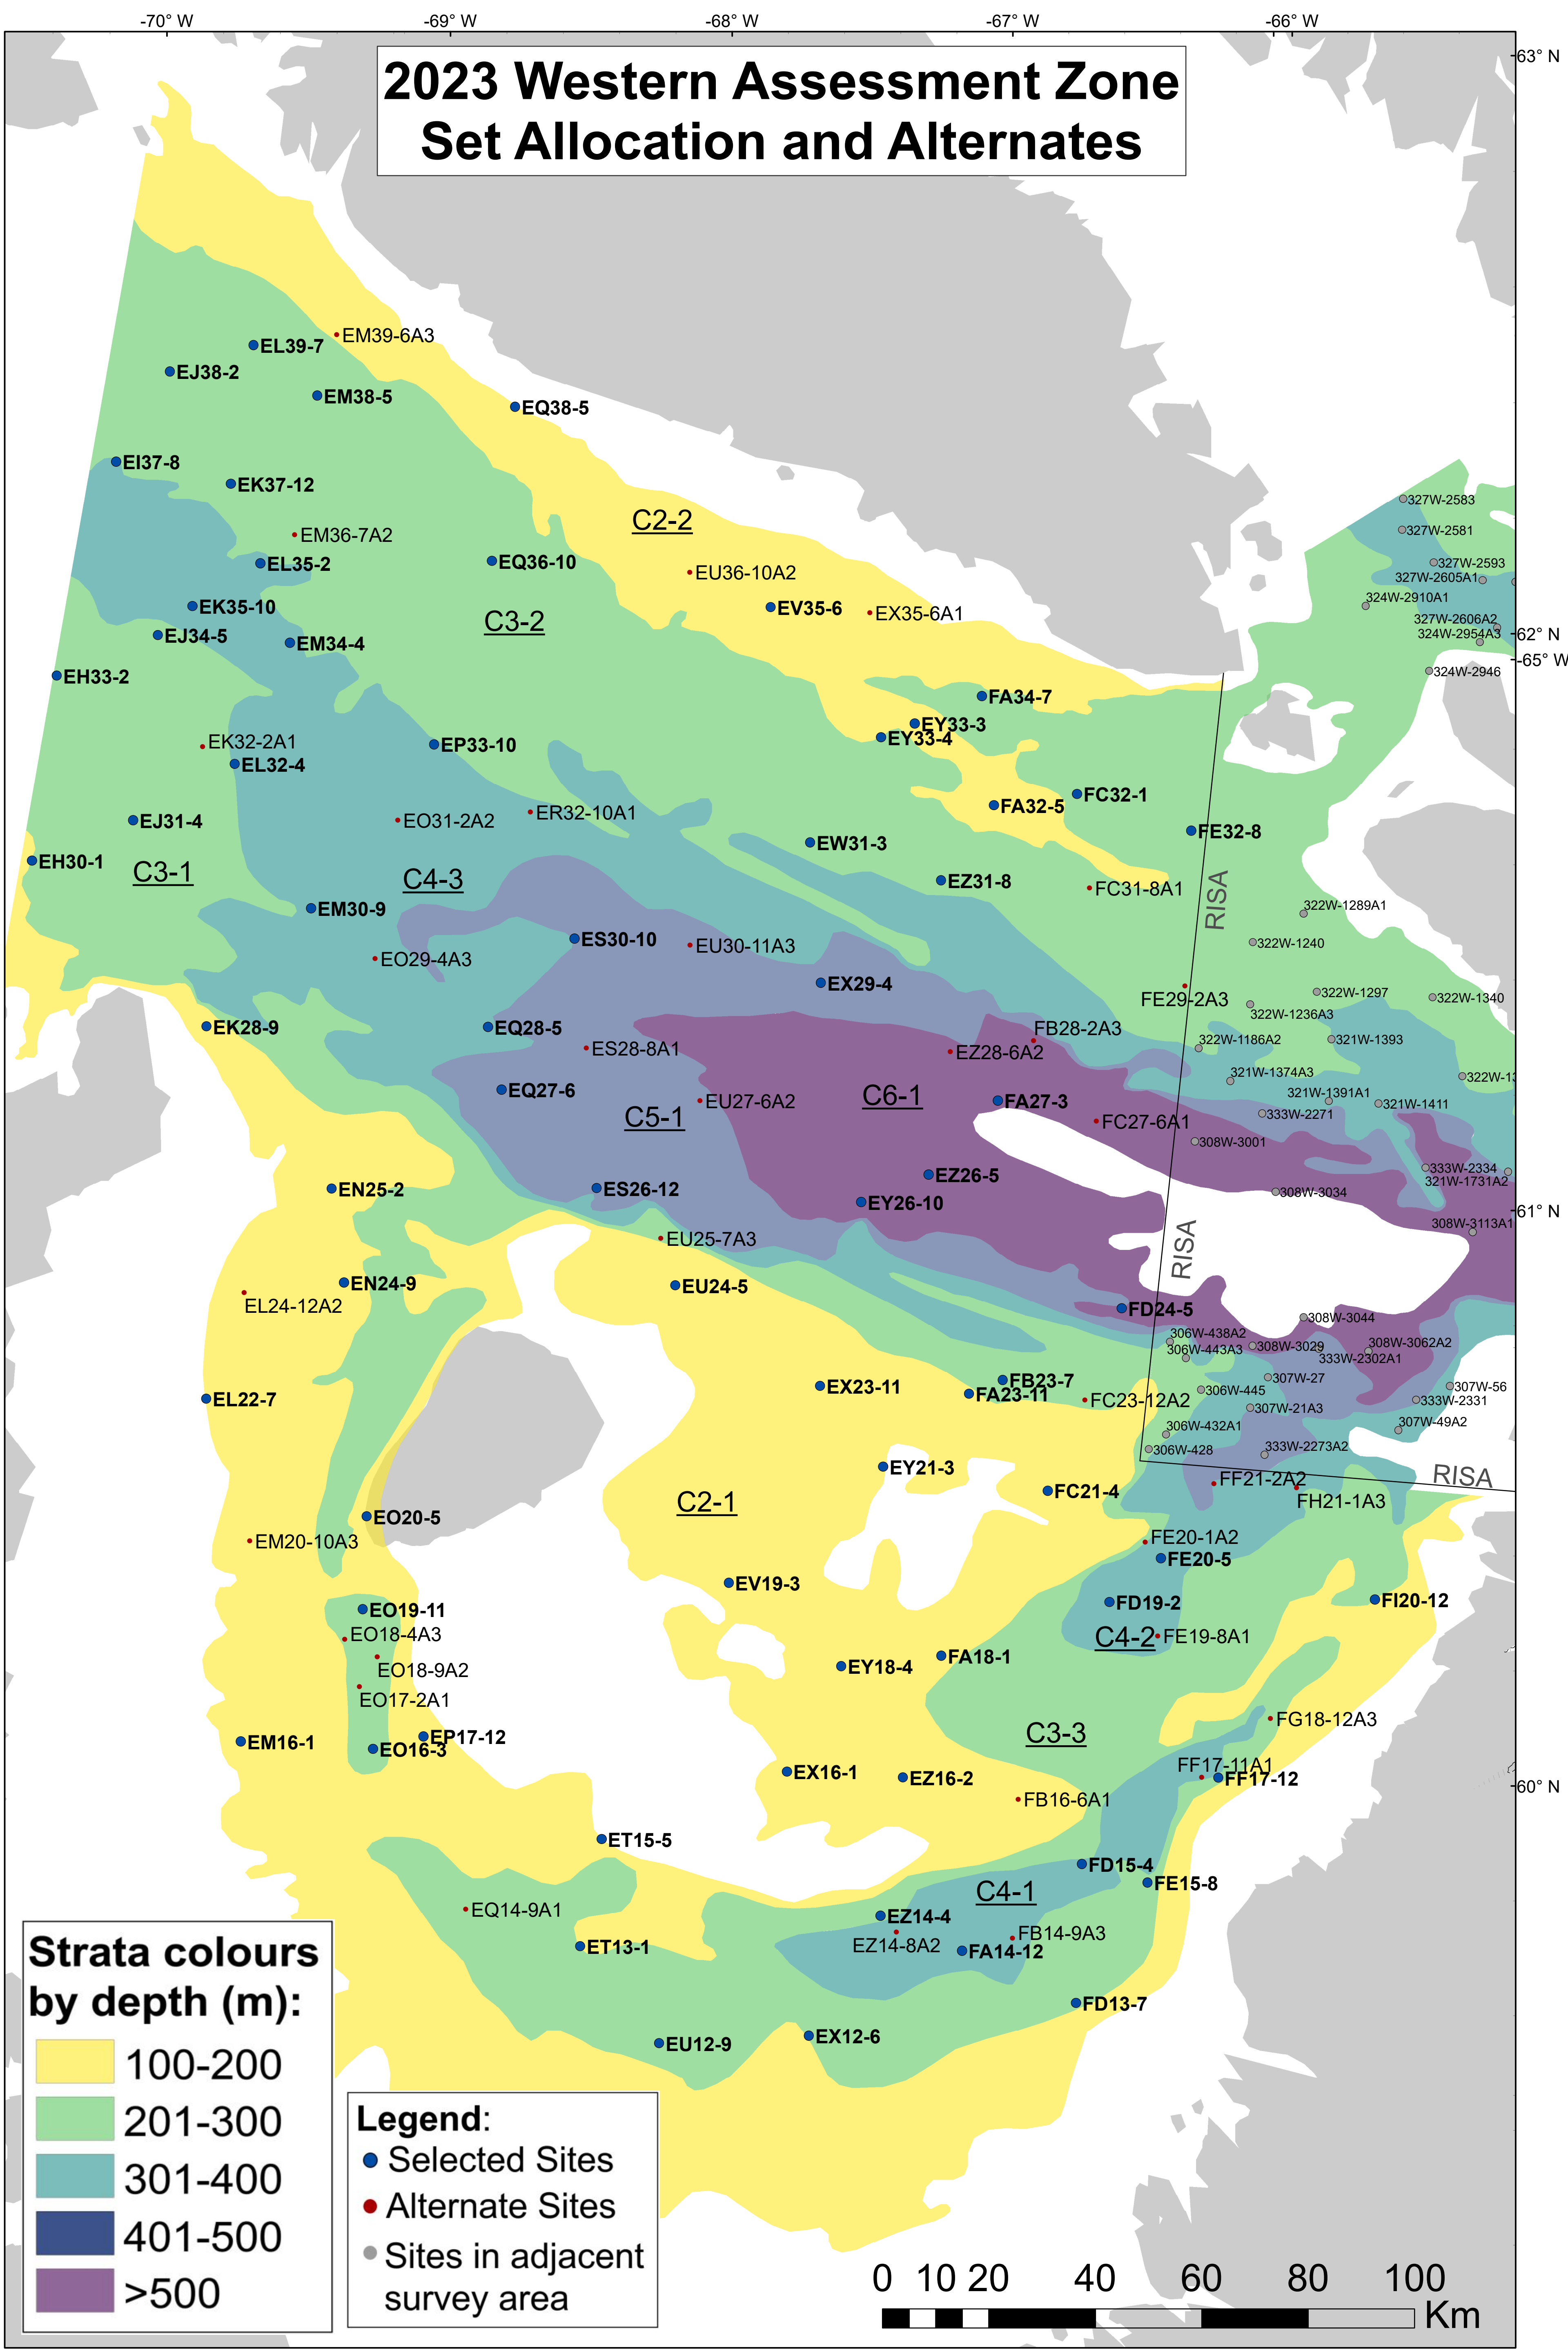 -70° W
-69° W
-68° W
-67° W
-66° W
63° N
2023 Western Assessment Zone
Set Allocation and Alternates
EM39-6A3
EL39-7
EJ38-2
EM38-5
EQ38-5
EI37-8
EK37-12
327W-2583
C2-2
327W-2581
EM36-7A2
EL35-2
EQ36-10
327W-2593
EU36-10A2
327W-2605A1
324W-2910A1
EK35-10
EV35-6
EX35-6A1
C3-2
327W-2606A2
EJ34-5
324W-2954A3
62° N
EM34-4
-65° W
EH33-2
324W-2946
FA34-7
EY33-3
EY33-4
EK32-2A1
EP33-10
EL32-4
FC32-1
FA32-5
ER32-10A1
EJ31-4
EO31-2A2
FE32-8
EW31-3
EH30-1
C3-1
C4-3
EZ31-8
FC31-8A1
RISA
322W-1289A1
EM30-9
ES30-10
EU30-11A3
322W-1240
EO29-4A3
EX29-4
FE29-2A3
322W-1297
322W-1340
322W-1236A3
EK28-9
EQ28-5
FB28-2A3
322W-1186A2
321W-1393
ES28-8A1
EZ28-6A2
321W-1374A3
322W-13
EQ27-6
C6-1
321W-1391A1
EU27-6A2
FA27-3
321W-1411
C5-1
333W-2271
FC27-6A1
308W-3001
333W-2334
EZ26-5
321W-1731A2
EN25-2
ES26-12
308W-3034
EY26-10
61° N
308W-3113A1
EU25-7A3
RISA
EN24-9
EU24-5
EL24-12A2
FD24-5
308W-3044
306W-438A2
308W-3029
308W-3062A2
306W-443A3
333W-2302A1
307W-27
FB23-7
EX23-11
FA23-11
306W-445
307W-56
EL22-7
FC23-12A2
333W-2331
307W-21A3
306W-432A1
307W-49A2
306W-428
333W-2273A2
EY21-3
RISA
FF21-2A2
FC21-4
FH21-1A3
C2-1
EO20-5
EM20-10A3
FE20-1A2
FE20-5
EV19-3
FI20-12
FD19-2
EO19-11
EO18-4A3
C4-2
FE19-8A1
EO18-9A2
EY18-4
FA18-1
EO17-2A1
FG18-12A3
C3-3
EP17-12
EM16-1
EO16-3
FF17-11A1
EX16-1
EZ16-2
FF17-12
60° N
FB16-6A1
ET15-5
FD15-4
FE15-8
C4-1
EQ14-9A1
EZ14-4
FB14-9A3
EZ14-8A2
ET13-1
FA14-12
FD13-7
EU12-9
EX12-6
Strata colours
by depth (m):
100-200
201-300
301-400
401-500
>500
Legend:
Selected Sites
Alternate Sites
Sites in adjacent
survey area
0 10 20 40 60 80 100
Km